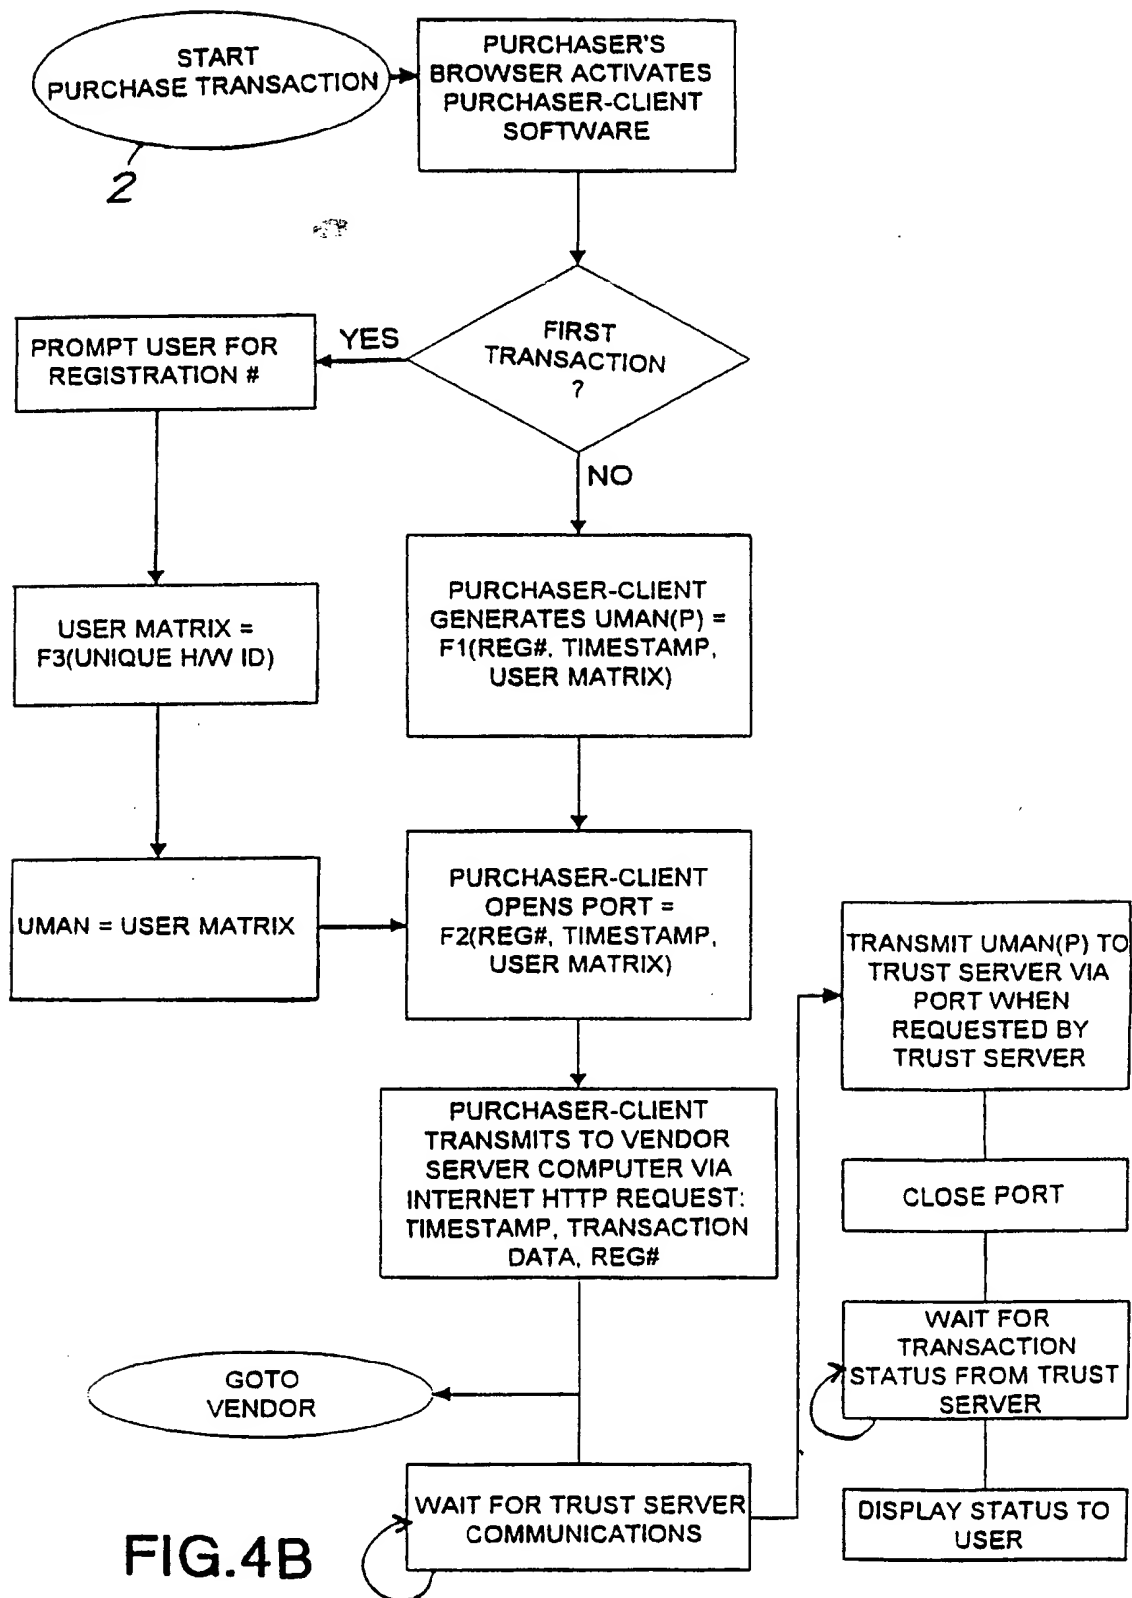 START
PURCHASE TRANSACTION
2
PURCHASER'S
BROWSER ACTIVATES
PURCHASER-CLIENT
SOFTWARE
FIRST
TRANSACTION
?
YES
NO
PROMPT USER FOR
REGISTRATION #
USER MATRIX =
F3(UNIQUE H/W ID)
UMAN = USER MATRIX
PURCHASER-CLIENT
GENERATES UMAN(P) =
F1(REG#, TIMESTAMP,
USER MATRIX)
PURCHASER-CLIENT
OPENS PORT =
F2(REG#, TIMESTAMP,
USER MATRIX)
PURCHASER-CLIENT
TRANSMITS TO VENDOR
SERVER COMPUTER VIA
INTERNET HTTP REQUEST:
TIMESTAMP, TRANSACTION
DATA, REG#
GOTO
VENDOR
WAIT FOR TRUST SERVER
COMMUNICATIONS
TRANSMIT UMAN(P) TO
TRUST SERVER VIA
PORT WHEN
REQUESTED BY
TRUST SERVER
CLOSE PORT
WAIT FOR
TRANSACTION
STATUS FROM TRUST
SERVER
DISPLAY STATUS TO
USER
FIG.4B